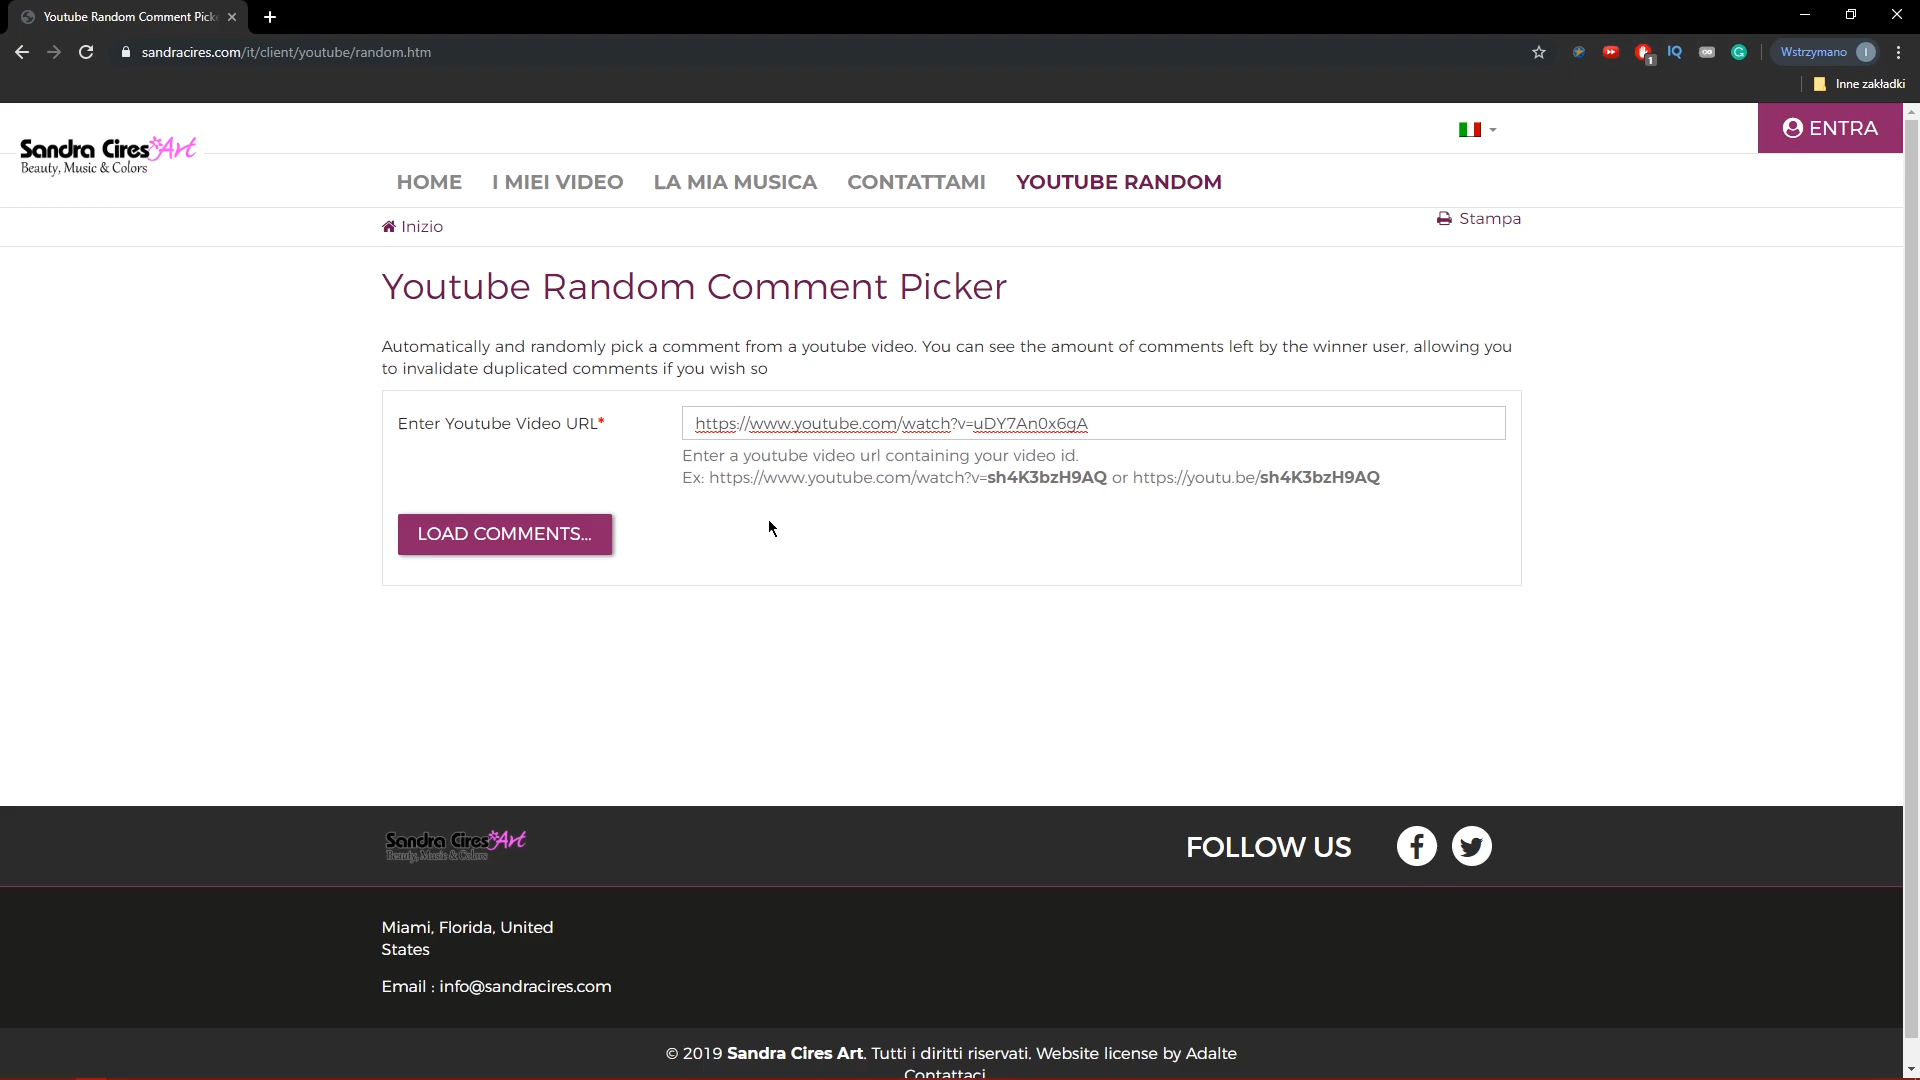 Youtube Random Comment Pick
sandracires.com/it/client/youtube/random.htm
1
IQ
Wstrzymano
I
Inne zakładki
Sandra Cires Art
Beauty, Music & Colors
ENTRA
HOME
I MIEI VIDEO
LA MIA MUSICA
CONTATTAMI
YOUTUBE RANDOM
Inizio
Stampa
Youtube Random Comment Picker
Automatically and randomly pick a comment from a youtube video. You can see the amount of comments left by the winner user, allowing you
to invalidate duplicated comments if you wish so
Enter Youtube Video URL*
https://www.youtube.com/watch?v=uDY7An0x6gA
Enter a youtube video url containing your video id.
Ex: https://www.youtube.com/watch?v=sh4K3bzH9AQ or https://youtu.be/sh4K3bzH9AQ
LOAD COMMENTS...
Sandra Cires Art
Beauty, Music & Colors
FOLLOW US
Miami, Florida, United
States
Email : info@sandracires.com
© 2019 Sandra Cires Art. Tutti i diritti riservati. Website license by Adalte
Contattaci